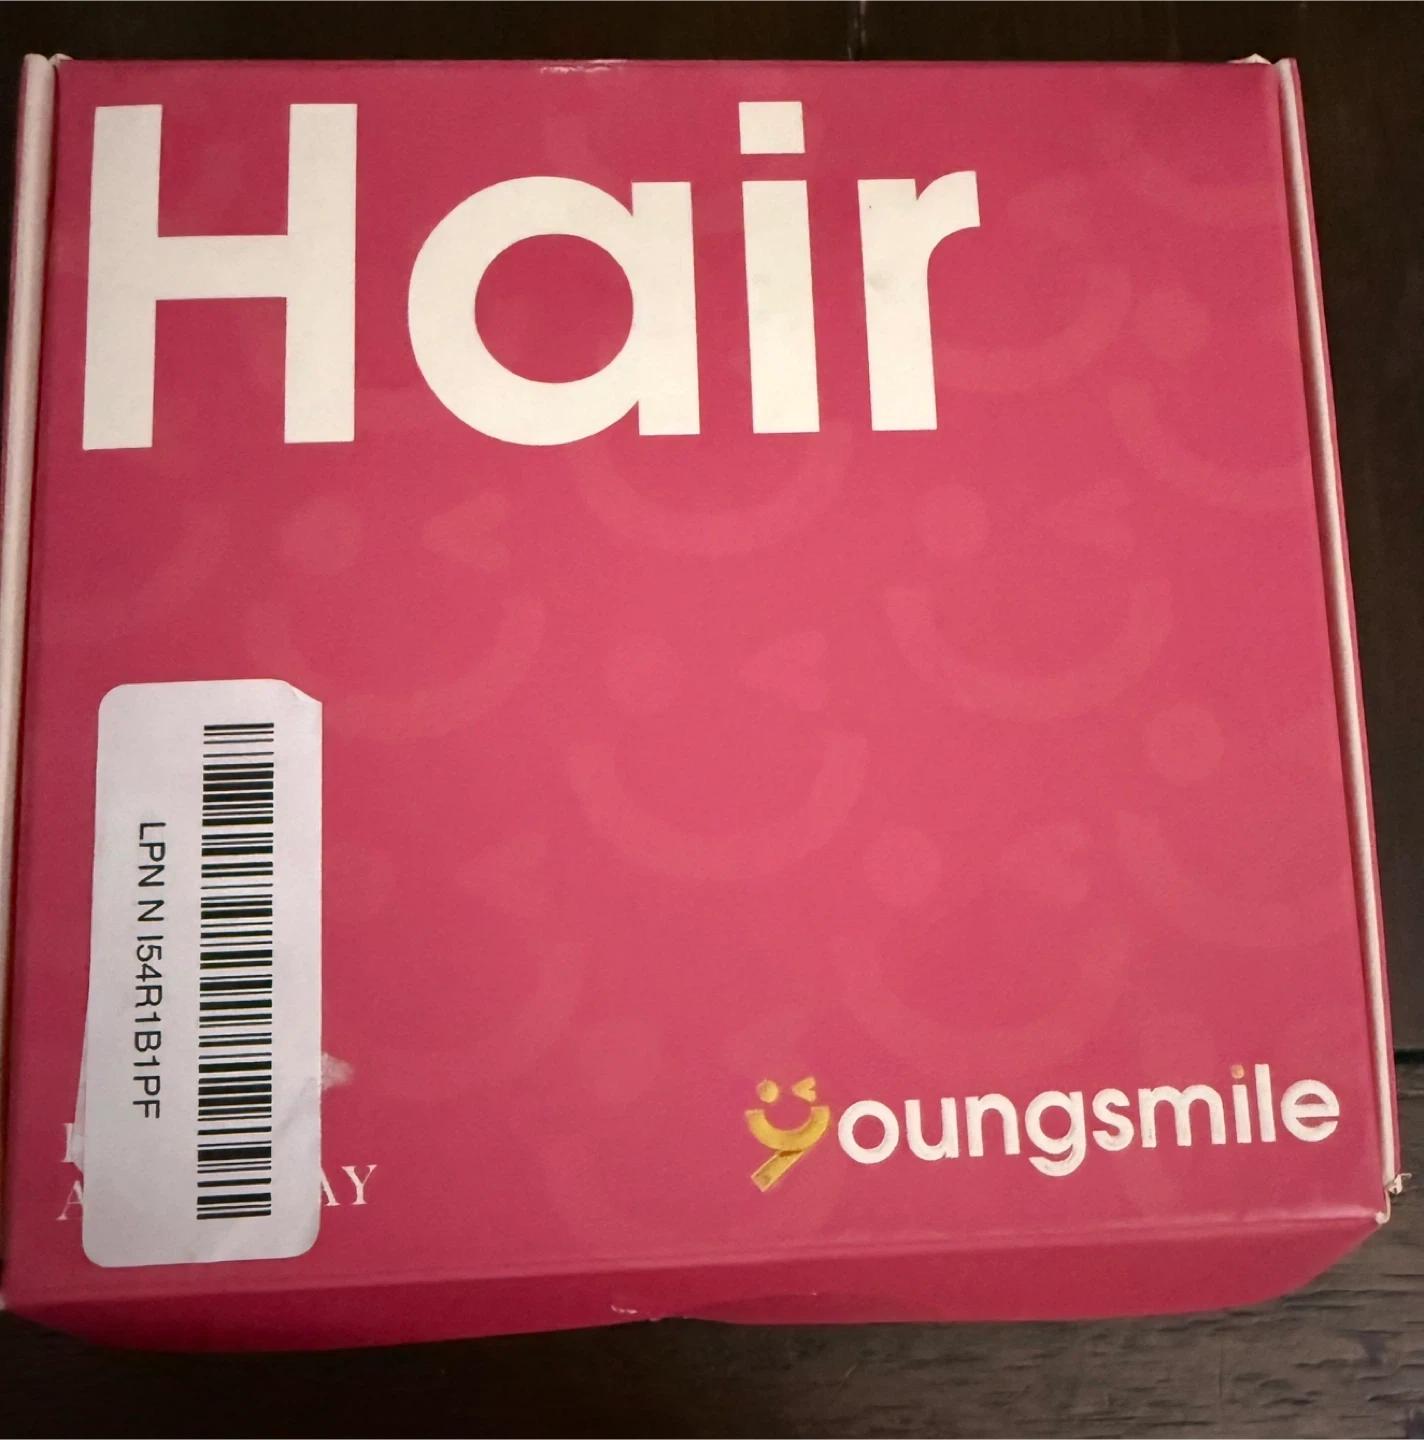 Hair
LPN N I54R1B1PF
youngsmile